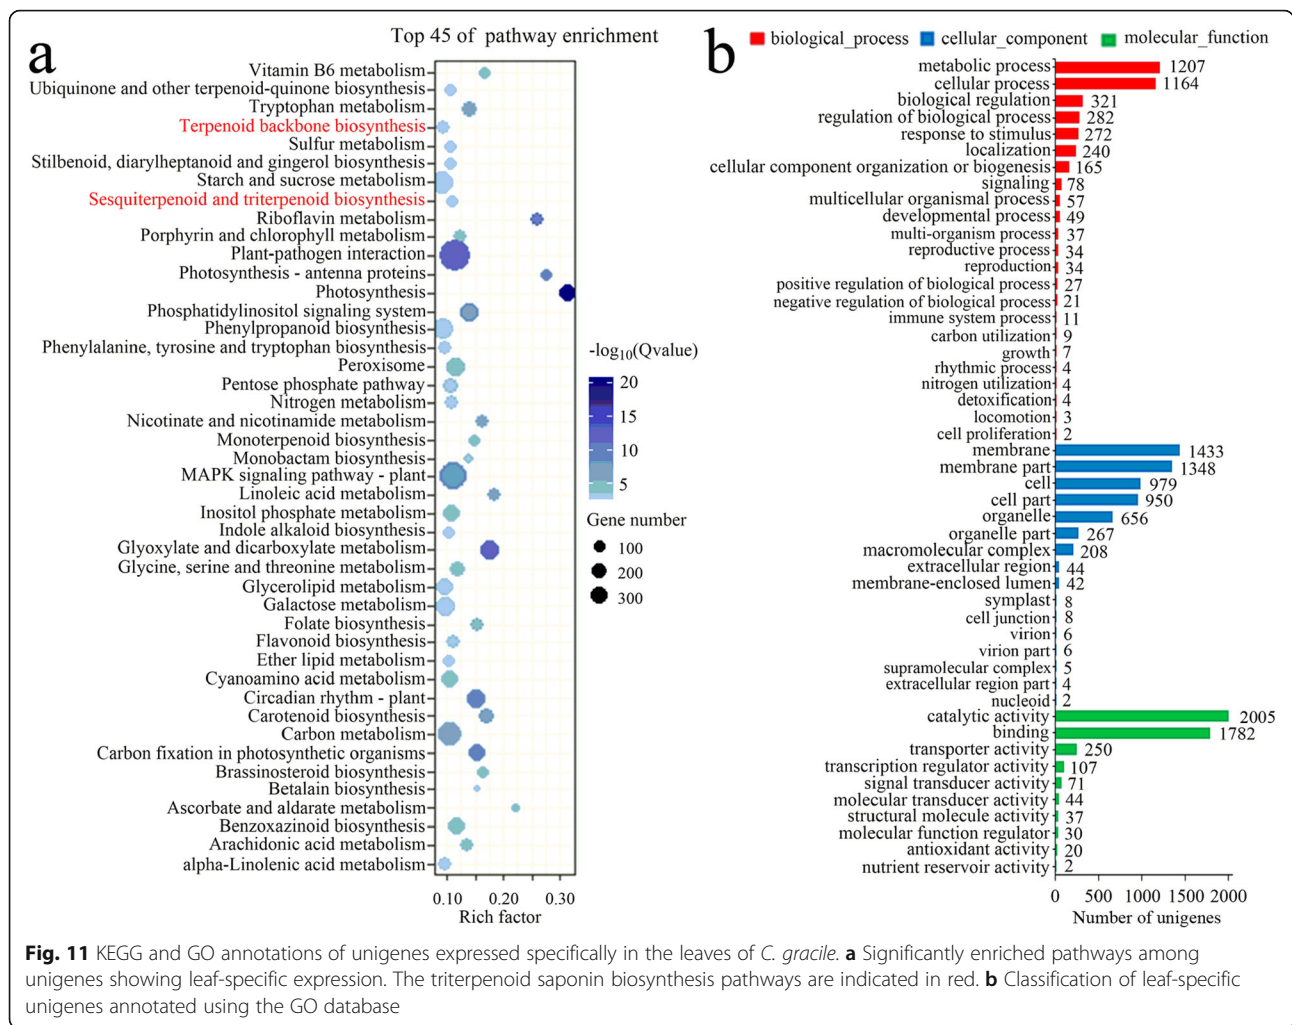 a
Top 45 of pathway enrichment
Vitamin B6 metabolism
Ubiquinone and other terpenoid-quinone biosynthesis
Tryptophan metabolism
Terpenoid backbone biosynthesis
Sulfur metabolism
Stilbenoid, diarylheptanoid and gingerol biosynthesis
Starch and sucrose metabolism
Sesquiterpenoid and triterpenoid biosynthesis
Riboflavin metabolism
Porphyrin and chlorophyll metabolism
Plant-pathogen interaction
Photosynthesis - antenna proteins
Photosynthesis
Phosphatidylinositol signaling system
Phenylpropanoid biosynthesis
Phenylalanine, tyrosine and tryptophan biosynthesis
Peroxisome
Pentose phosphate pathway
Nitrogen metabolism
Nicotinate and nicotinamide metabolism
Monoterpenoid biosynthesis
Monobactam biosynthesis
MAPK signaling pathway - plant
Linoleic acid metabolism
Inositol phosphate metabolism
Indole alkaloid biosynthesis
Glyoxylate and dicarboxylate metabolism
Glycine, serine and threonine metabolism
Glycerolipid metabolism
Galactose metabolism
Folate biosynthesis
Flavonoid biosynthesis
Ether lipid metabolism
Cyanoamino acid metabolism
Circadian rhythm - plant
Carotenoid biosynthesis
Carbon metabolism
Carbon fixation in photosynthetic organisms
Brassinosteroid biosynthesis
Betalain biosynthesis
Ascorbate and aldarate metabolism
Benzoxazinoid biosynthesis
Arachidonic acid metabolism
alpha-Linolenic acid metabolism
0.10 0.20 0.30
Rich factor
-log10(Qvalue)
20
15
10
5
Gene number
100
200
300
b
biological_process cellular_component molecular_function
metabolic process 1207
cellular process 1164
biological regulation 321
regulation of biological process 282
response to stimulus 272
localization 240
cellular component organization or biogenesis 165
signaling 78
multicellular organismal process 57
developmental process 49
multi-organism process 37
reproductive process 34
reproduction 34
positive regulation of biological process 27
negative regulation of biological process 21
immune system process 11
carbon utilization 9
growth 7
rhythmic process 4
nitrogen utilization 4
detoxification 4
locomotion 3
cell proliferation 2
membrane 1433
membrane part 1348
cell 979
cell part 950
organelle 656
organelle part 267
macromolecular complex 208
extracellular region 44
membrane-enclosed lumen 42
symplast 8
cell junction 8
virion 6
virion part 6
supramolecular complex 5
extracellular region part 4
nucleoid 2
catalytic activity 2005
binding 1782
transporter activity 250
transcription regulator activity 107
signal transducer activity 71
molecular transducer activity 44
structural molecule activity 37
molecular function regulator 30
antioxidant activity 20
nutrient reservoir activity 2
0 500 1000 1500 2000
Number of unigenes
Fig. 11 KEGG and GO annotations of unigenes expressed specifically in the leaves of C. gracile. a Significantly enriched pathways among
unigenes showing leaf-specific expression. The triterpenoid saponin biosynthesis pathways are indicated in red. b Classification of leaf-specific
unigenes annotated using the GO database